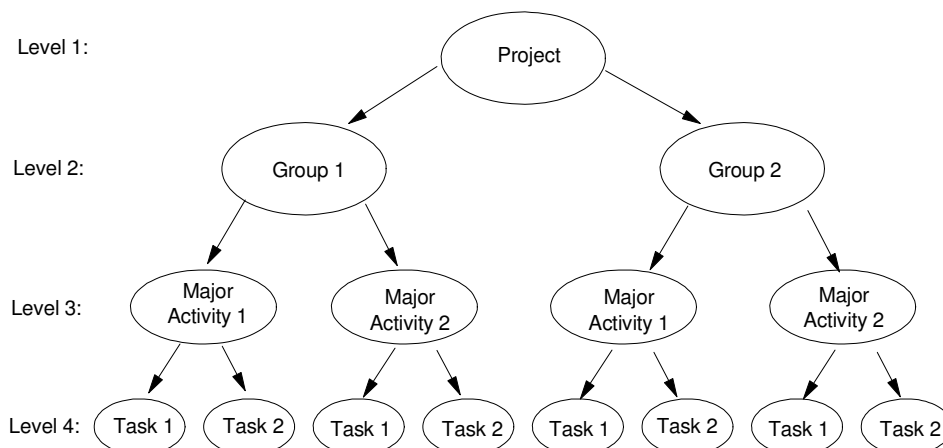 Level 1:
Project
Level 2:
Group 1
Group 2
Level 3:
Major
Activity 1
Major
Activity 2
Major
Activity 1
Major
Activity 2
Level 4:
Task 1
Task 2
Task 1
Task 2
Task 1
Task 2
Task 1
Task 2